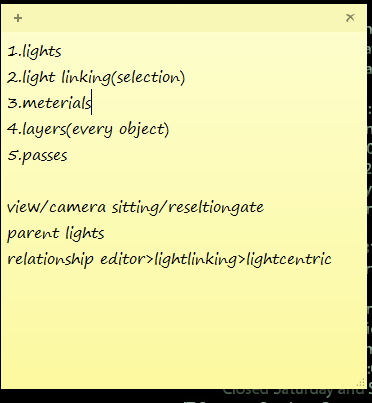 1.lights
2.light linking(selection)
3.meterials
4.layers(every object)
5.passes
view/camera sitting/reseltiongate
parent lights
relationship editor>lightlinking>lightcentric
Closed Saturday and S